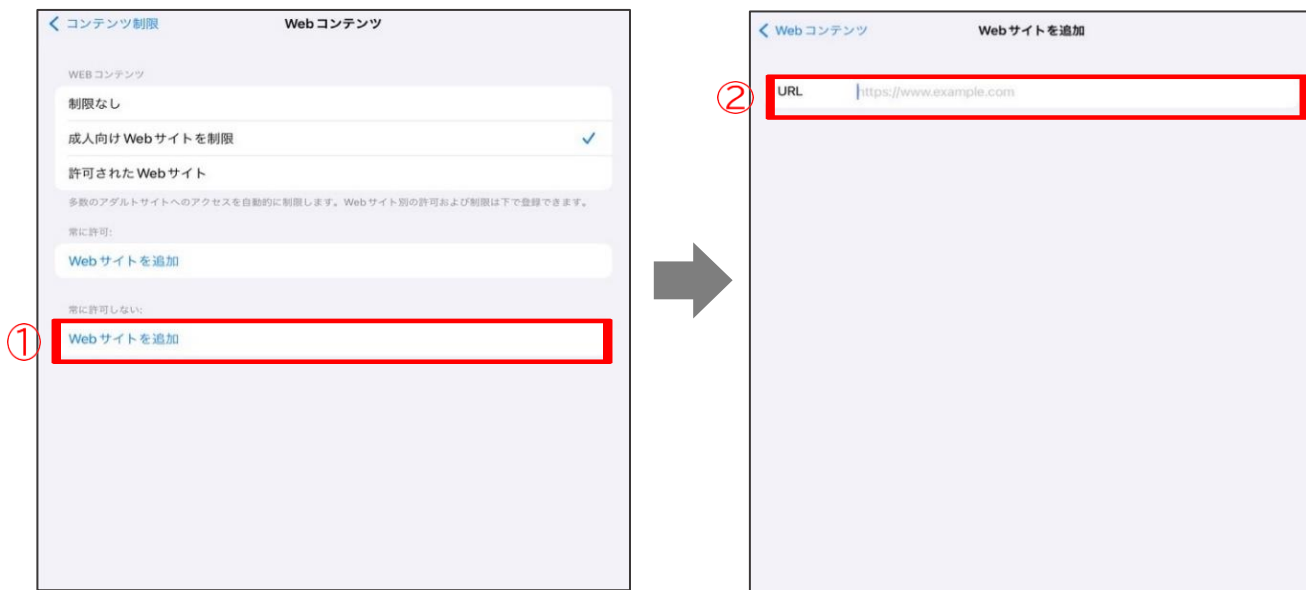 コンテンツ制限
Webコンテンツ
WEBコンテンツ
制限なし
成人向けWebサイトを制限
許可されたWebサイト
多数のアダルトサイトへのアクセスを自動的に制限します。Webサイト別の許可および制限は下で登録できます。
常に許可:
Webサイトを追加
常に許可しない:
① Webサイトを追加
Webコンテンツ
Webサイトを追加
② URL https://www.example.com